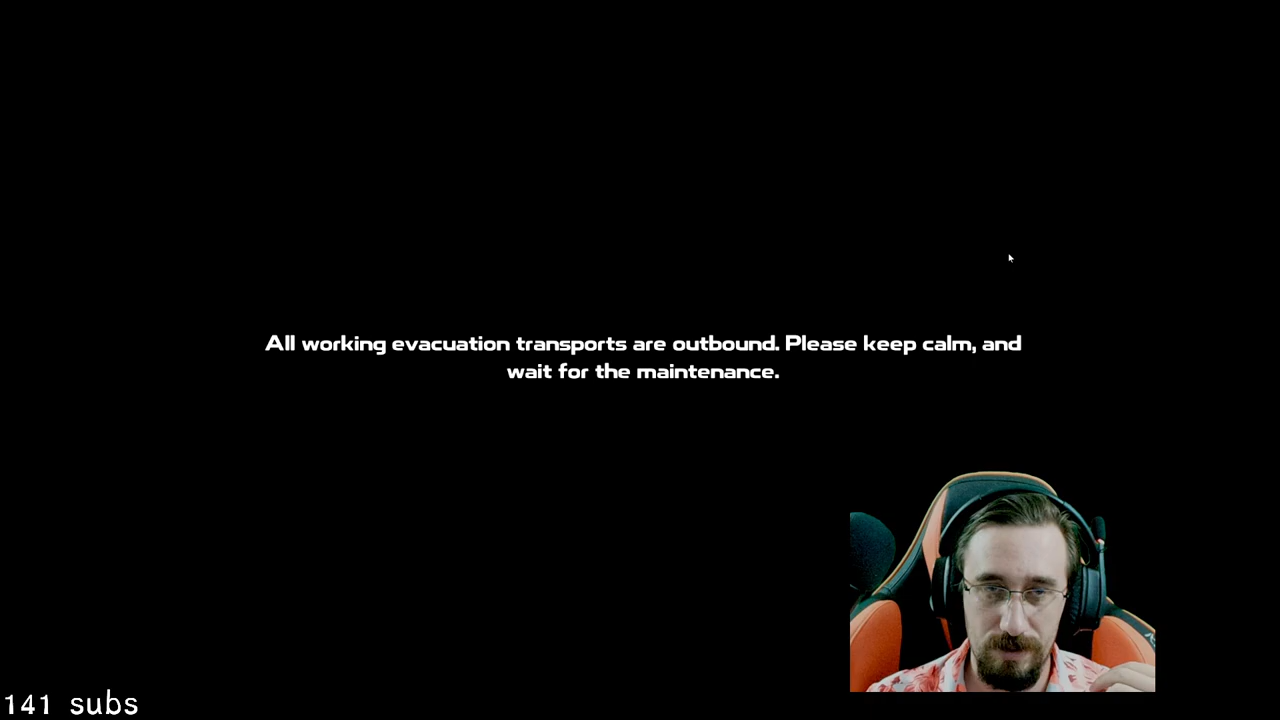 All working evacuation transports are outbound. Please keep calm, and
wait for the maintenance.
141 subs